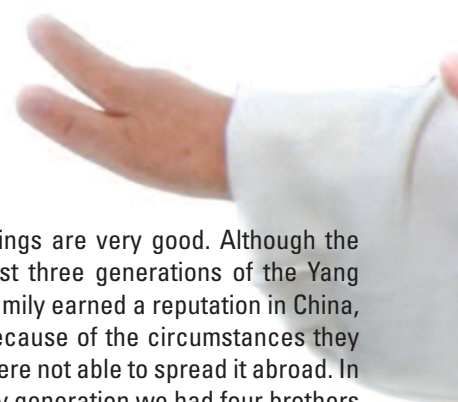 ings are very good. Although the
st three generations of the Yang
mily earned a reputation in China,
ecause of the circumstances they
ere not able to spread it abroad. In
y generation we had four brothers